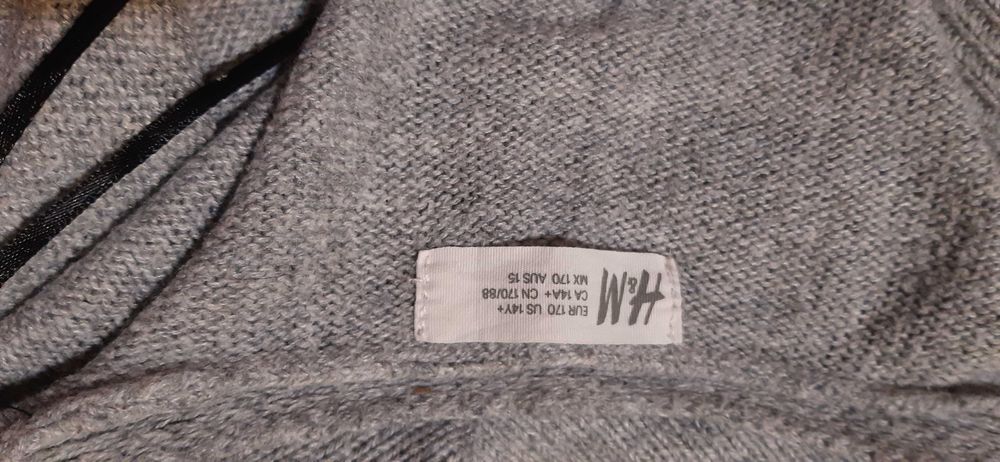 H&M
EUR 170 US 14Y+
CA 14A+ CN 170/88
MX 170 AUS 15